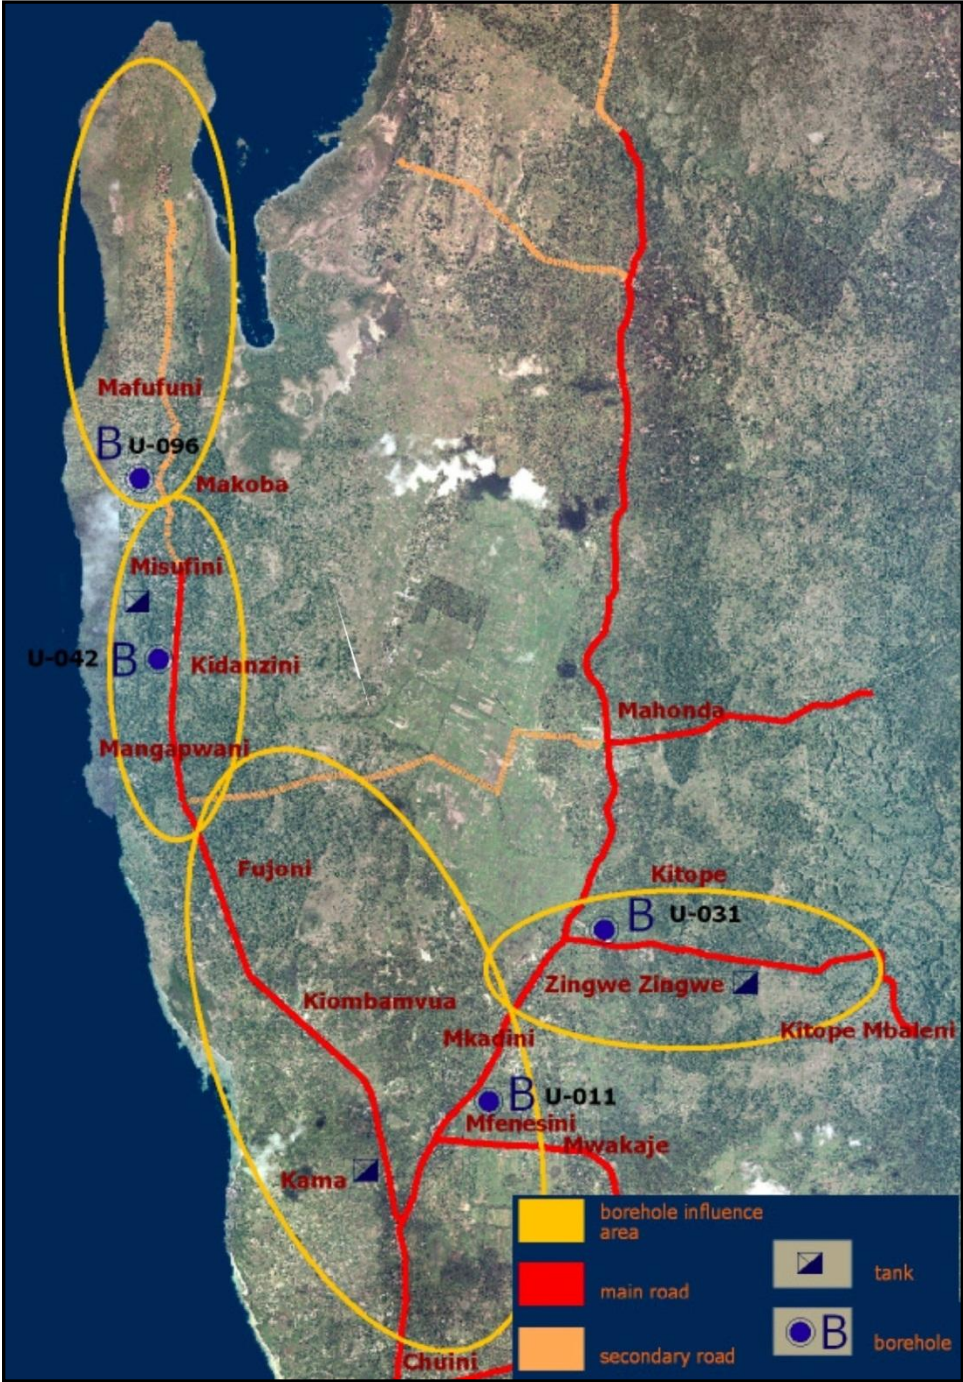 Mafufuni
B U-096
Makoba
Misufini
U-042 B
Kidanzini
Mahonda
Mangapwani
Fujoni
Kitope
B U-031
Zingwe Zingwe
Kiombamvua
Kitope Mbaleni
Mkadini
B U-011
Mfenesini
Mwakaje
Kama
Chuini
borehole influence
area
main road
secondary road
tank
B borehole